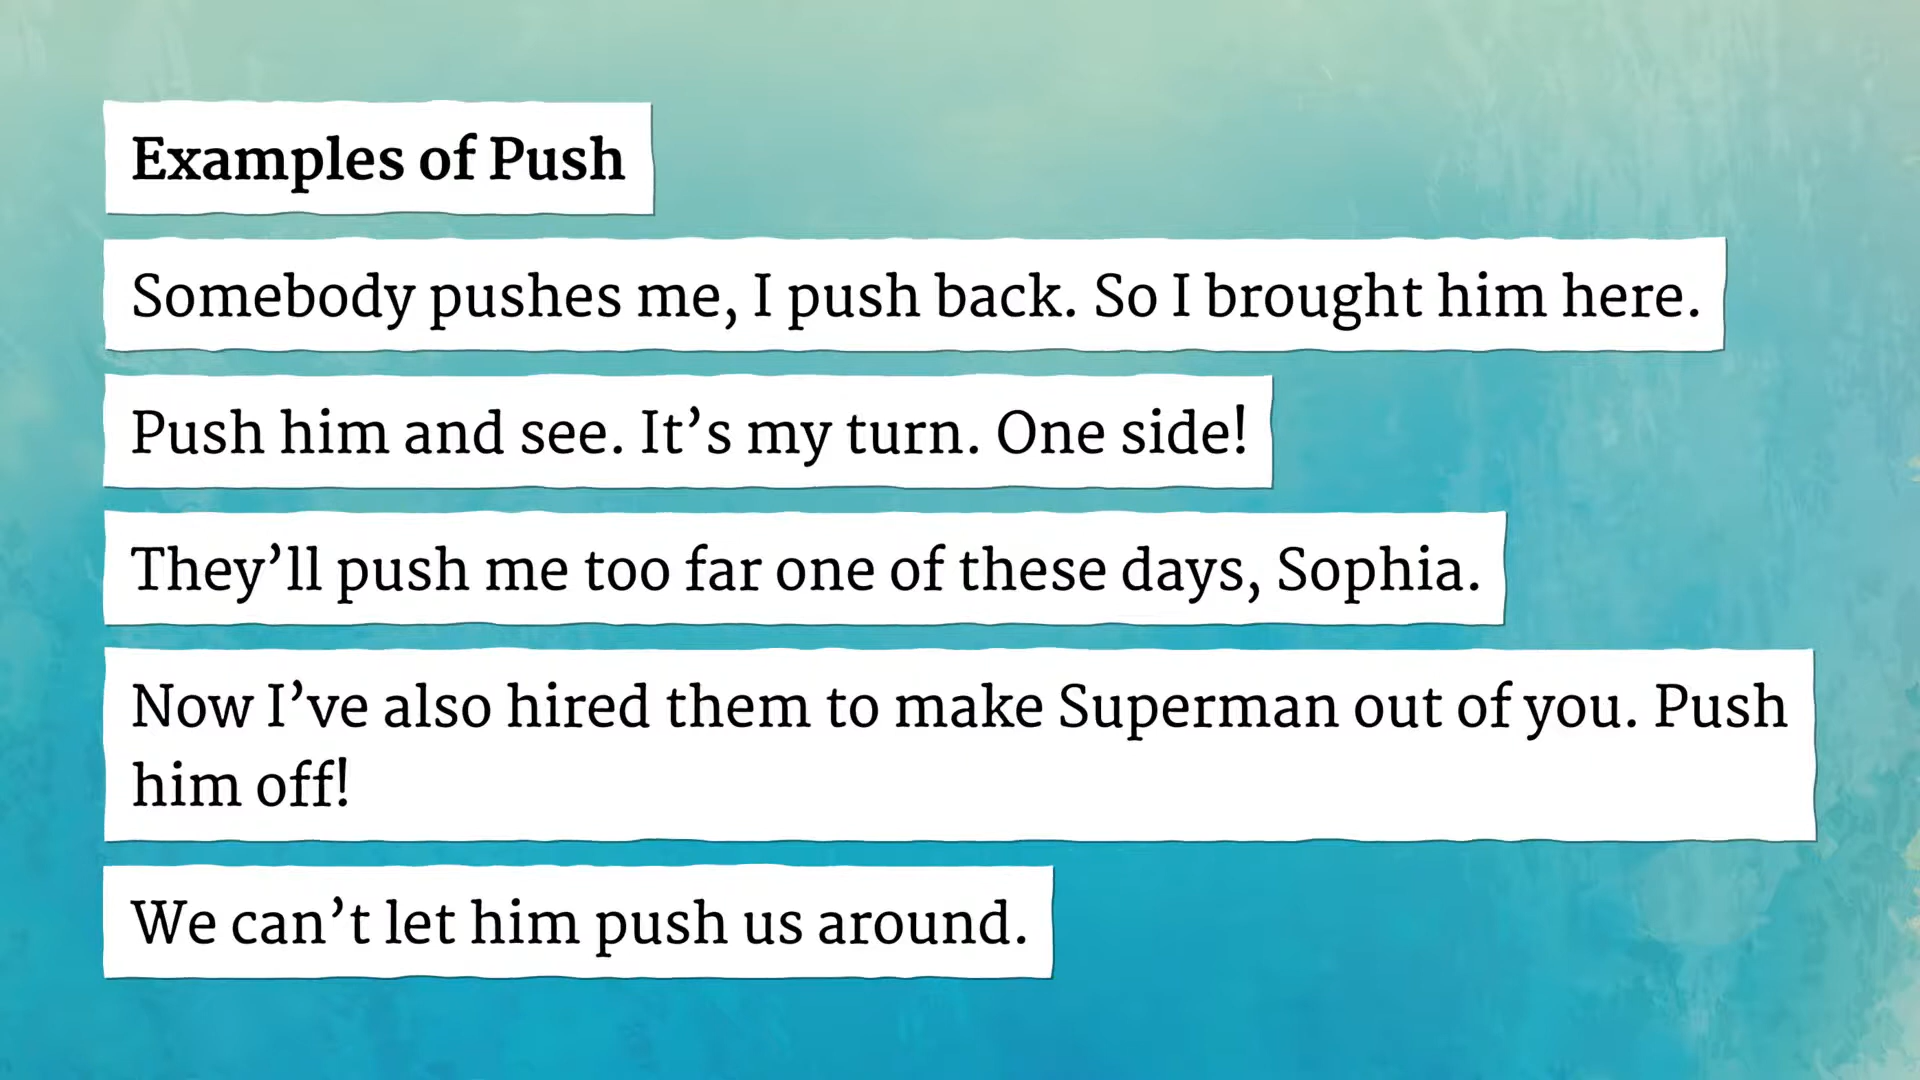 Examples of Push
Somebody pushes me, I push back. So I brought him here.
Push him and see. It’s my turn. One side!
They’ll push me too far one of these days, Sophia.
Now I’ve also hired them to make Superman out of you. Push
him off!
We can’t let him push us around.